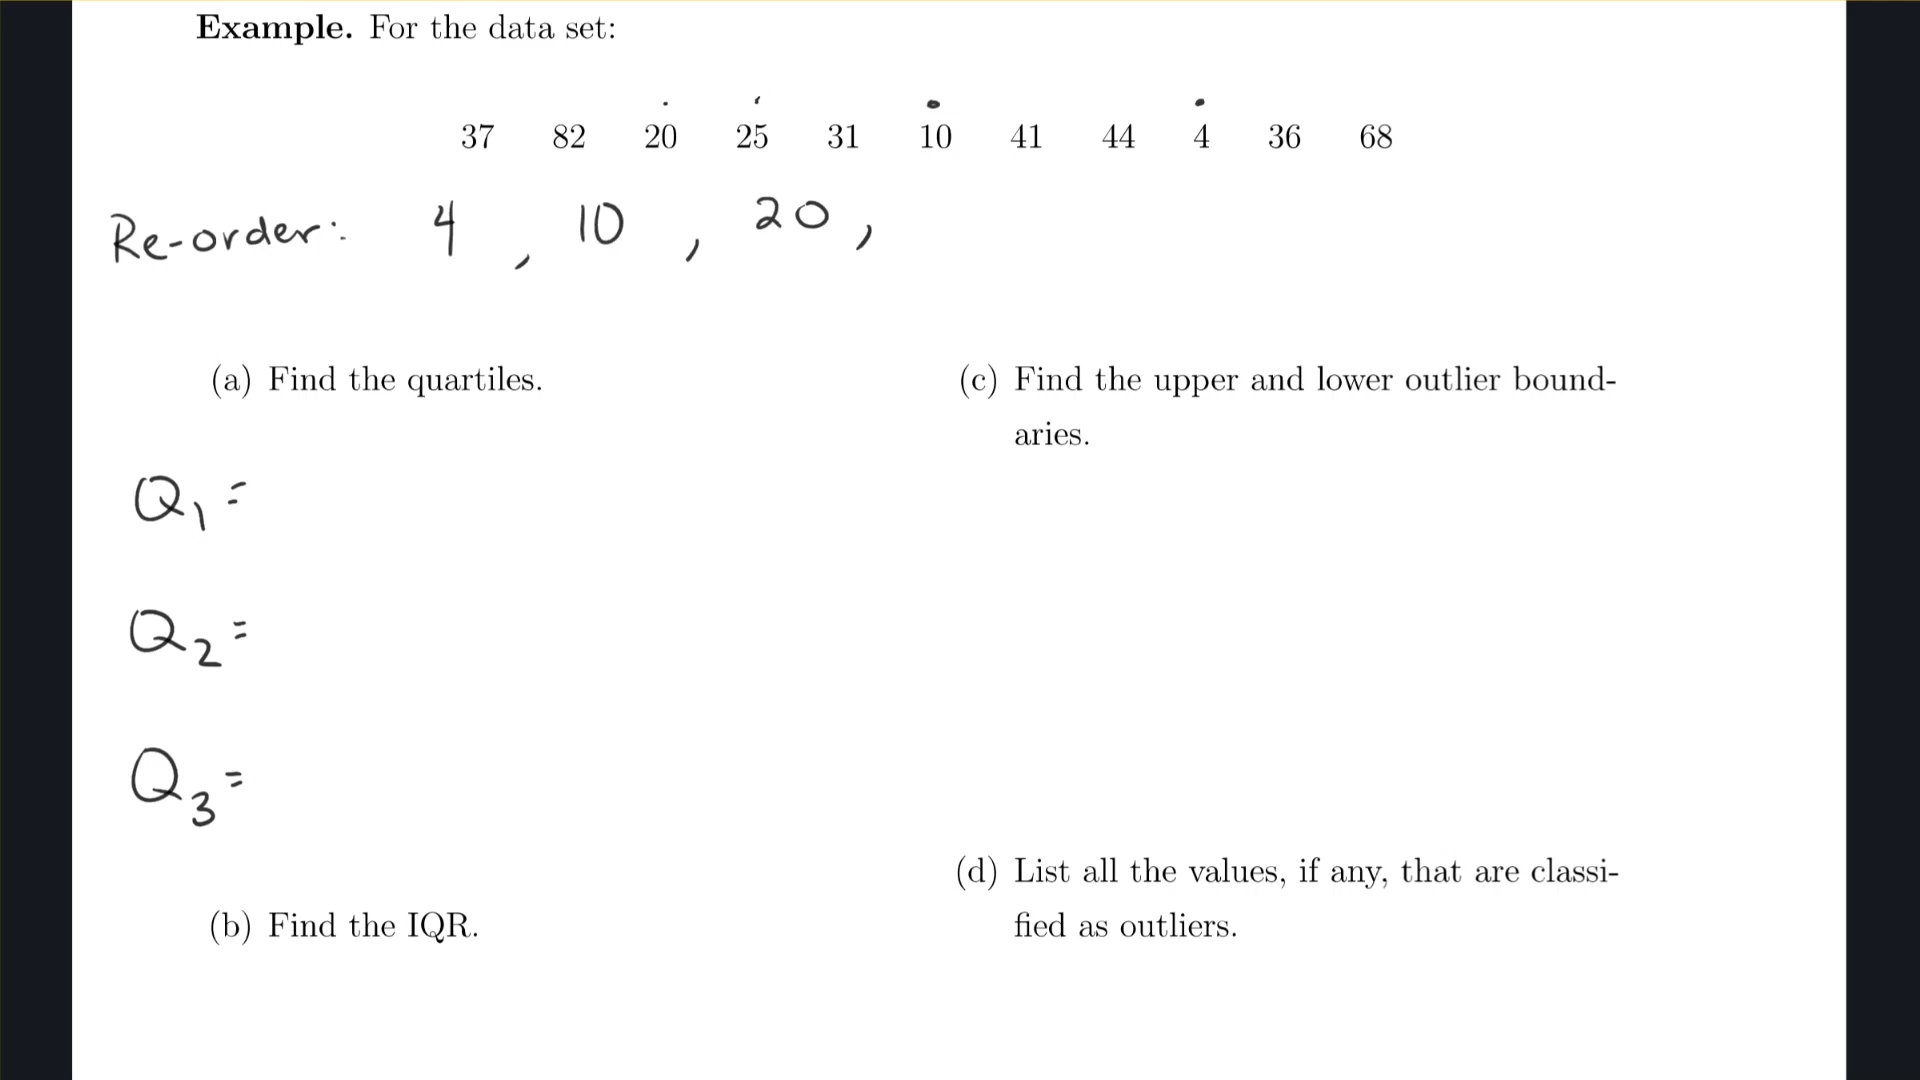 Example. For the data set:
37 82 20 25 31 10 41 44 4 36 68
Re-order: 4 , 10 , 20 ,
(a) Find the quartiles.
Q1 =
Q2 =
Q3 =
(b) Find the IQR.
(c) Find the upper and lower outlier bound-
aries.
(d) List all the values, if any, that are classi-
fied as outliers.